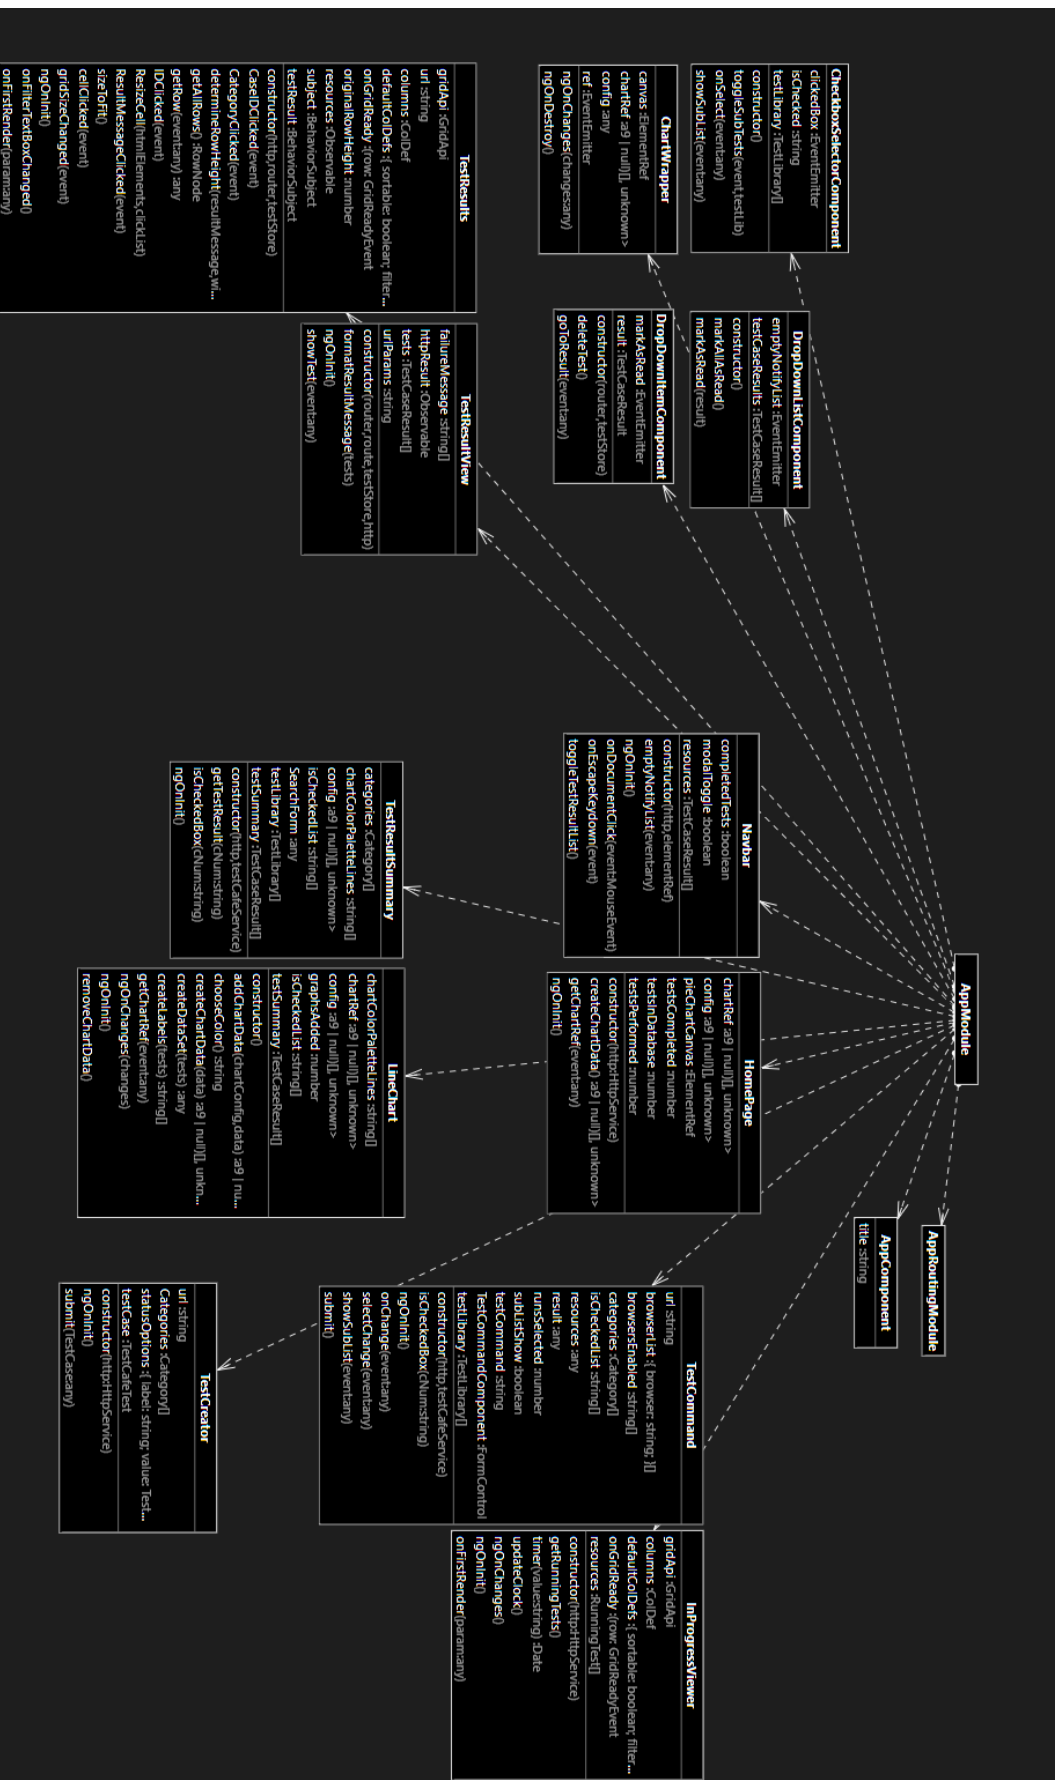 AppModule
AppRoutingModule
AppComponent
title :string
CheckboxSelectorComponent
clickedBox :EventEmitter
isChecked :string
testLibrary :TestLibrary[]
constructor()
toggleSubTests(event,testLib)
onSelect(event:any)
showSubList(event:any)
DropDownListComponent
emptyNotifyList :EventEmitter
testCaseResults :TestCaseResult[]
constructor()
markAllAsRead()
markAsRead(result)
ChartWrapper
canvas :ElementRef
chartRef :a9 | null)[], unknown>
config :any
ref :EventEmitter
ngOnChanges(changes:any)
ngOnDestroy()
DropDownItemComponent
markAsRead :EventEmitter
result :TestCaseResult
constructor(router,testStore)
deleteTest()
goToResult(event:any)
Navbar
completedTests :boolean
modalToggle :boolean
resources :TestCaseResult[]
constructor(http,elementRef)
emptyNotifyList(event:any)
ngOnInit()
onDocumentClick(event:MouseEvent)
onEscapeKeydown(event)
toggleTestResultList()
HomePage
chartRef :a9 | null)[], unknown>
config :a9 | null)[], unknown>
pieChartCanvas :ElementRef
testsCompleted :number
testsInDatabase :number
testsPerformed :number
constructor(http:HttpService)
createChartData() :a9 | null)[], unknown>
getChartRef(event:any)
ngOnInit()
TestCommand
url :string
browserList :{ browser: string; }[]
browserEnabled :string[]
categories :Category[]
isCheckedList :string[]
resources :any
result :any
runsSelected :number
subListShow :boolean
testCommand :string
TestCommandComponent :FormControl
testLibrary :TestLibrary[]
constructor(http,testCafeService)
isCheckedBox(cNum:string)
ngOnInit()
onChange(event:any)
selectChange(event:any)
showSubList(event:any)
submit()
InProgressViewer
gridApi :GridApi
columns :ColDef
defaultColDefs :{ sortable: boolean; filter...
onGridReady :(row: GridReadyEvent
resources :RunningTest[]
constructor(http:HttpService)
getRunningTests()
timer(value:string) :Date
updateClock()
ngOnChanges()
ngOnInit()
onFirstRender(param:any)
TestResults
gridApi :GridApi
url :string
columns :ColDef
defaultColDefs :{ sortable: boolean; filter...
onGridReady :(row: GridReadyEvent
originalRowHeight :number
resources :Observable
subject :BehaviorSubject
testResult :BehaviorSubject
constructor(http,router,testStore)
CaseIDClicked(event)
CategoryClicked(event)
determineRowHeight(resultMessage,wi...
getAllRows() :RowNode
getRow(event:any) :any
IDClicked(event)
ResizeCell(htmlElements,clickList)
ResultMessageClicked(event)
sizeToFit()
cellClicked(event)
gridSizeChanged(event)
ngOnInit()
onFilterTextBoxChanged()
onFirstRender(param:any)
TestResultView
failureMessage :string[]
httpResult :Observable
tests :TestCaseResult[]
urlParams :string
constructor(router,route,testStore,http)
formatResultMessage(tests)
ngOnInit()
showTest(event:any)
TestResultSummary
categories :Category[]
chartColorPaletteLines :string[]
config :a9 | null)[], unknown>
isCheckedList :string[]
SearchForm :any
testLibrary :TestLibrary[]
testSummary :TestCaseResult[]
constructor(http,testCafeService)
getTestResult(cNum:string)
isCheckedBox(cNum:string)
ngOnInit()
LineChart
chartColorPaletteLines :string[]
chartRef :a9 | null)[], unknown>
config :a9 | null)[], unknown>
graphsAdded :number
isCheckedList :string[]
testSummary :TestCaseResult[]
constructor()
addChartData(chartConfig,data) :a9 | nu...
chooseColor() :string
createChartData(data) :a9 | null)[], unkn...
createDataSet(tests) :any
createLabels(tests) :string[]
getChartRef(event:any)
ngOnChanges(changes)
ngOnInit()
removeChartData()
TestCreator
url :string
Categories :Category[]
statusOptions :{ label: string; value: Test...
testCase :TestCafeTest
constructor(http:HttpService)
ngOnInit()
submit(TestCase:any)